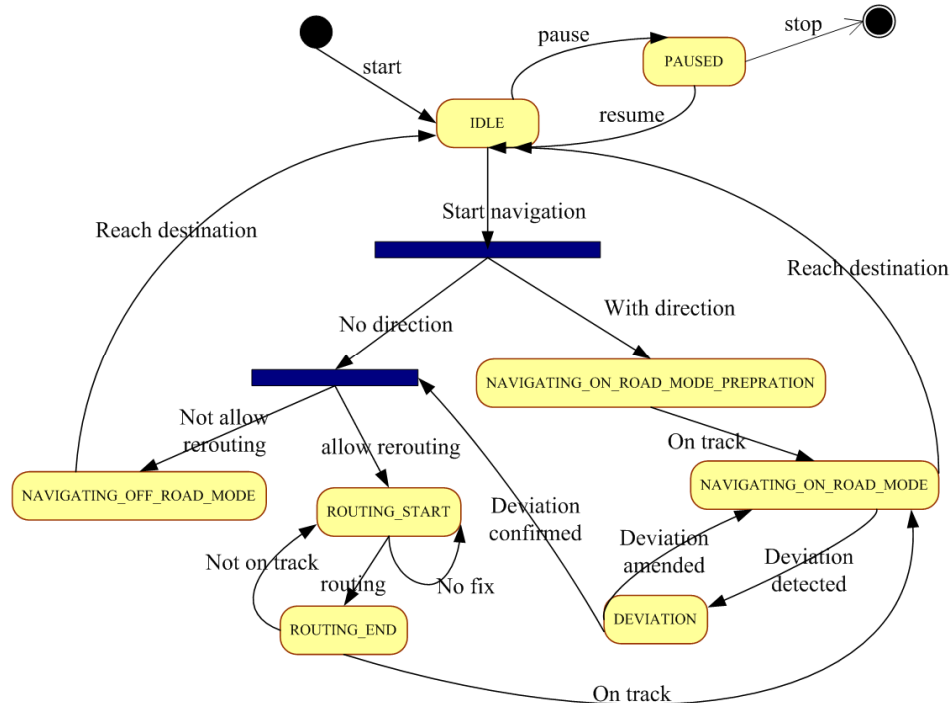 stop
pause
PAUSED
start
resume
IDLE
Start navigation
Reach destination
Reach destination
With direction
No direction
NAVIGATING_ON_ROAD_MODE_PREPRATION
Not allow
rerouting
allow rerouting
On track
NAVIGATING_OFF_ROAD_MODE
NAVIGATING_ON_ROAD_MODE
ROUTING_START
Deviation
confirmed
Deviation
amended
Deviation
detected
Not on track
routing
No fix
DEVIATION
ROUTING_END
On track